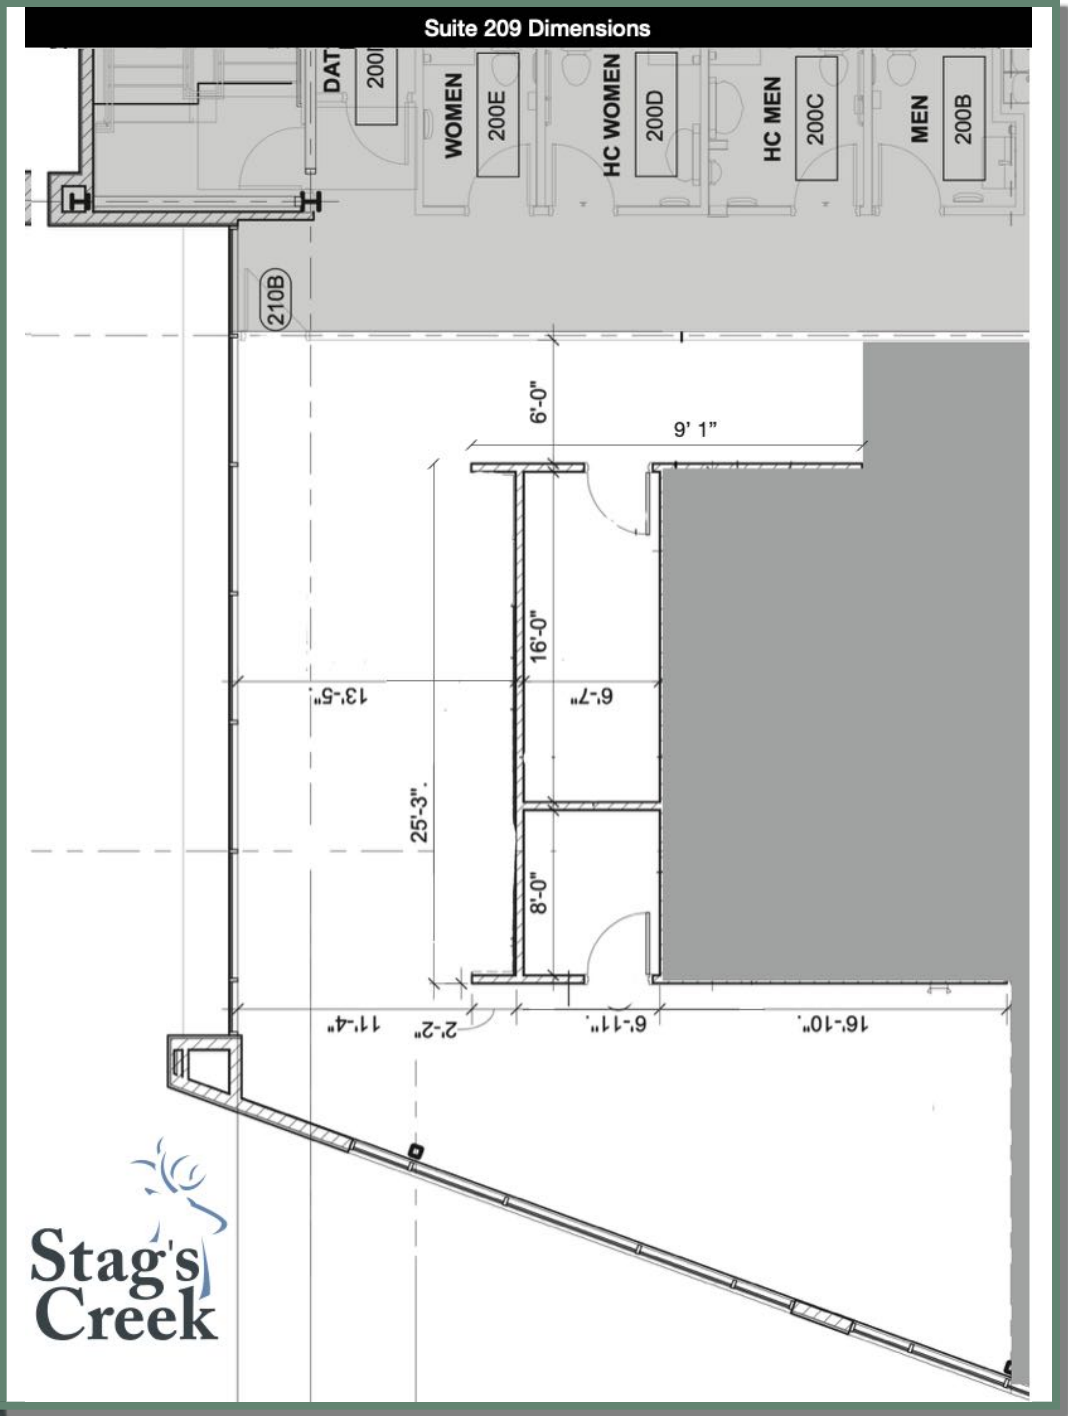 Suite 209 Dimensions
DAT
200
WOMEN
200E
HC WOMEN
200D
HC MEN
200C
MEN
200B
210B
6'-0"
9' 1”
16'-0"
13'-5".
6'-7"
25'-3".
8'-0"
11'-4"
2'-2"
6'-11".
16'-10".
Stag's
Creek